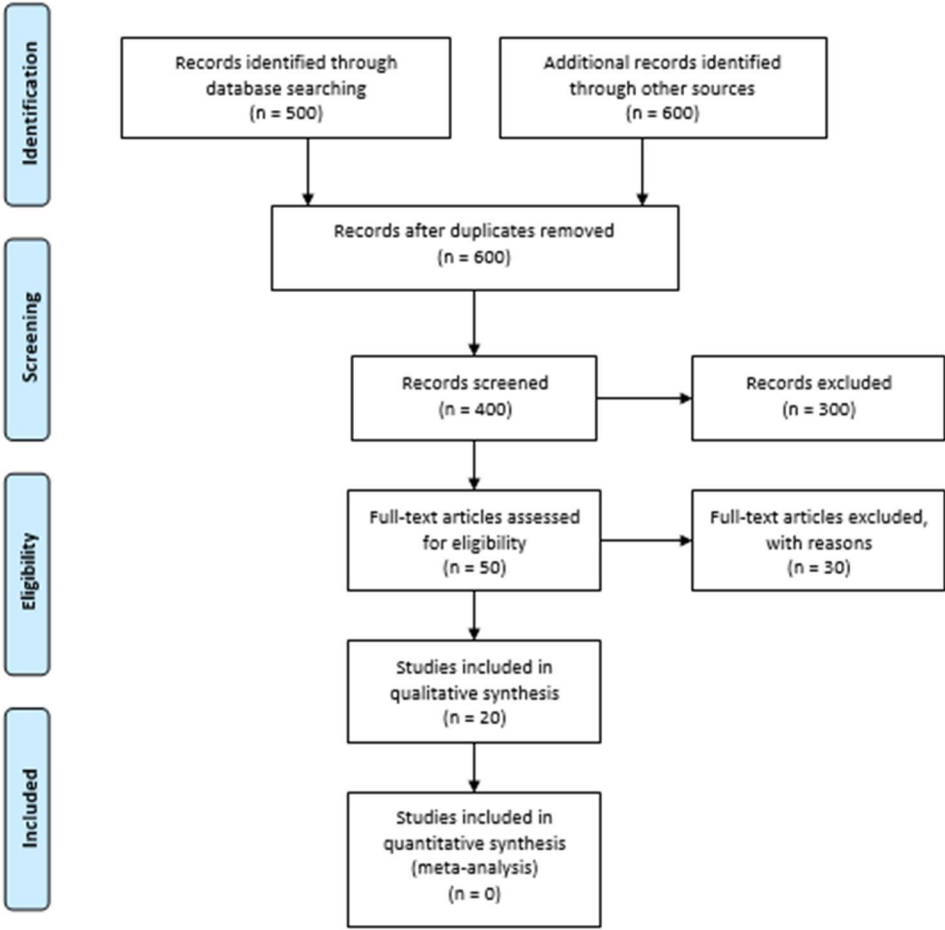 Identification
Records identified through
database searching
(n = 500)
Additional records identified
through other sources
(n = 600)
Records after duplicates removed
(n = 600)
Screening
Records screened
(n = 400)
Records excluded
(n = 300)
Eligibility
Full-text articles assessed
for eligibility
(n = 50)
Full-text articles excluded,
with reasons
(n = 30)
Studies included in
qualitative synthesis
(n = 20)
Included
Studies included in
quantitative synthesis
(meta-analysis)
(n = 0)